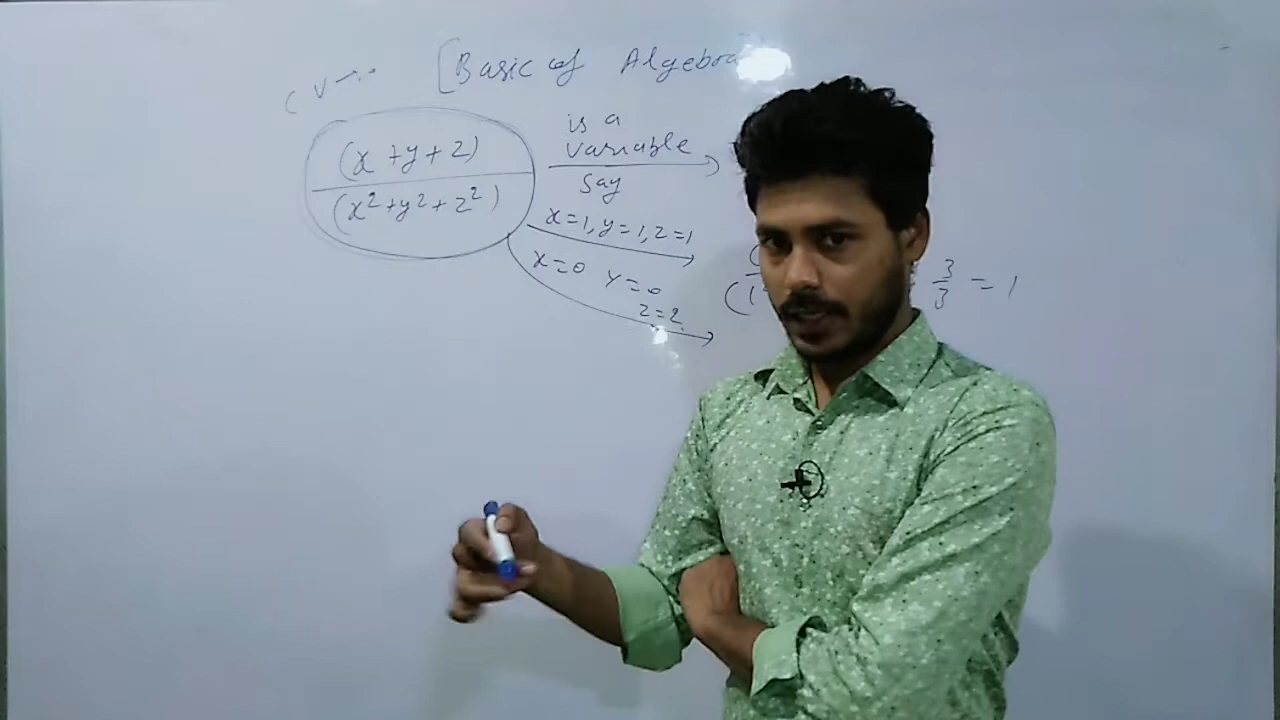 [Basic of Algebra
(x+y+z)
(x²+y²+z²)
is a
variable
say
x=1, y=1, z=1
x=0 y=0
z=2
3/3 = 1